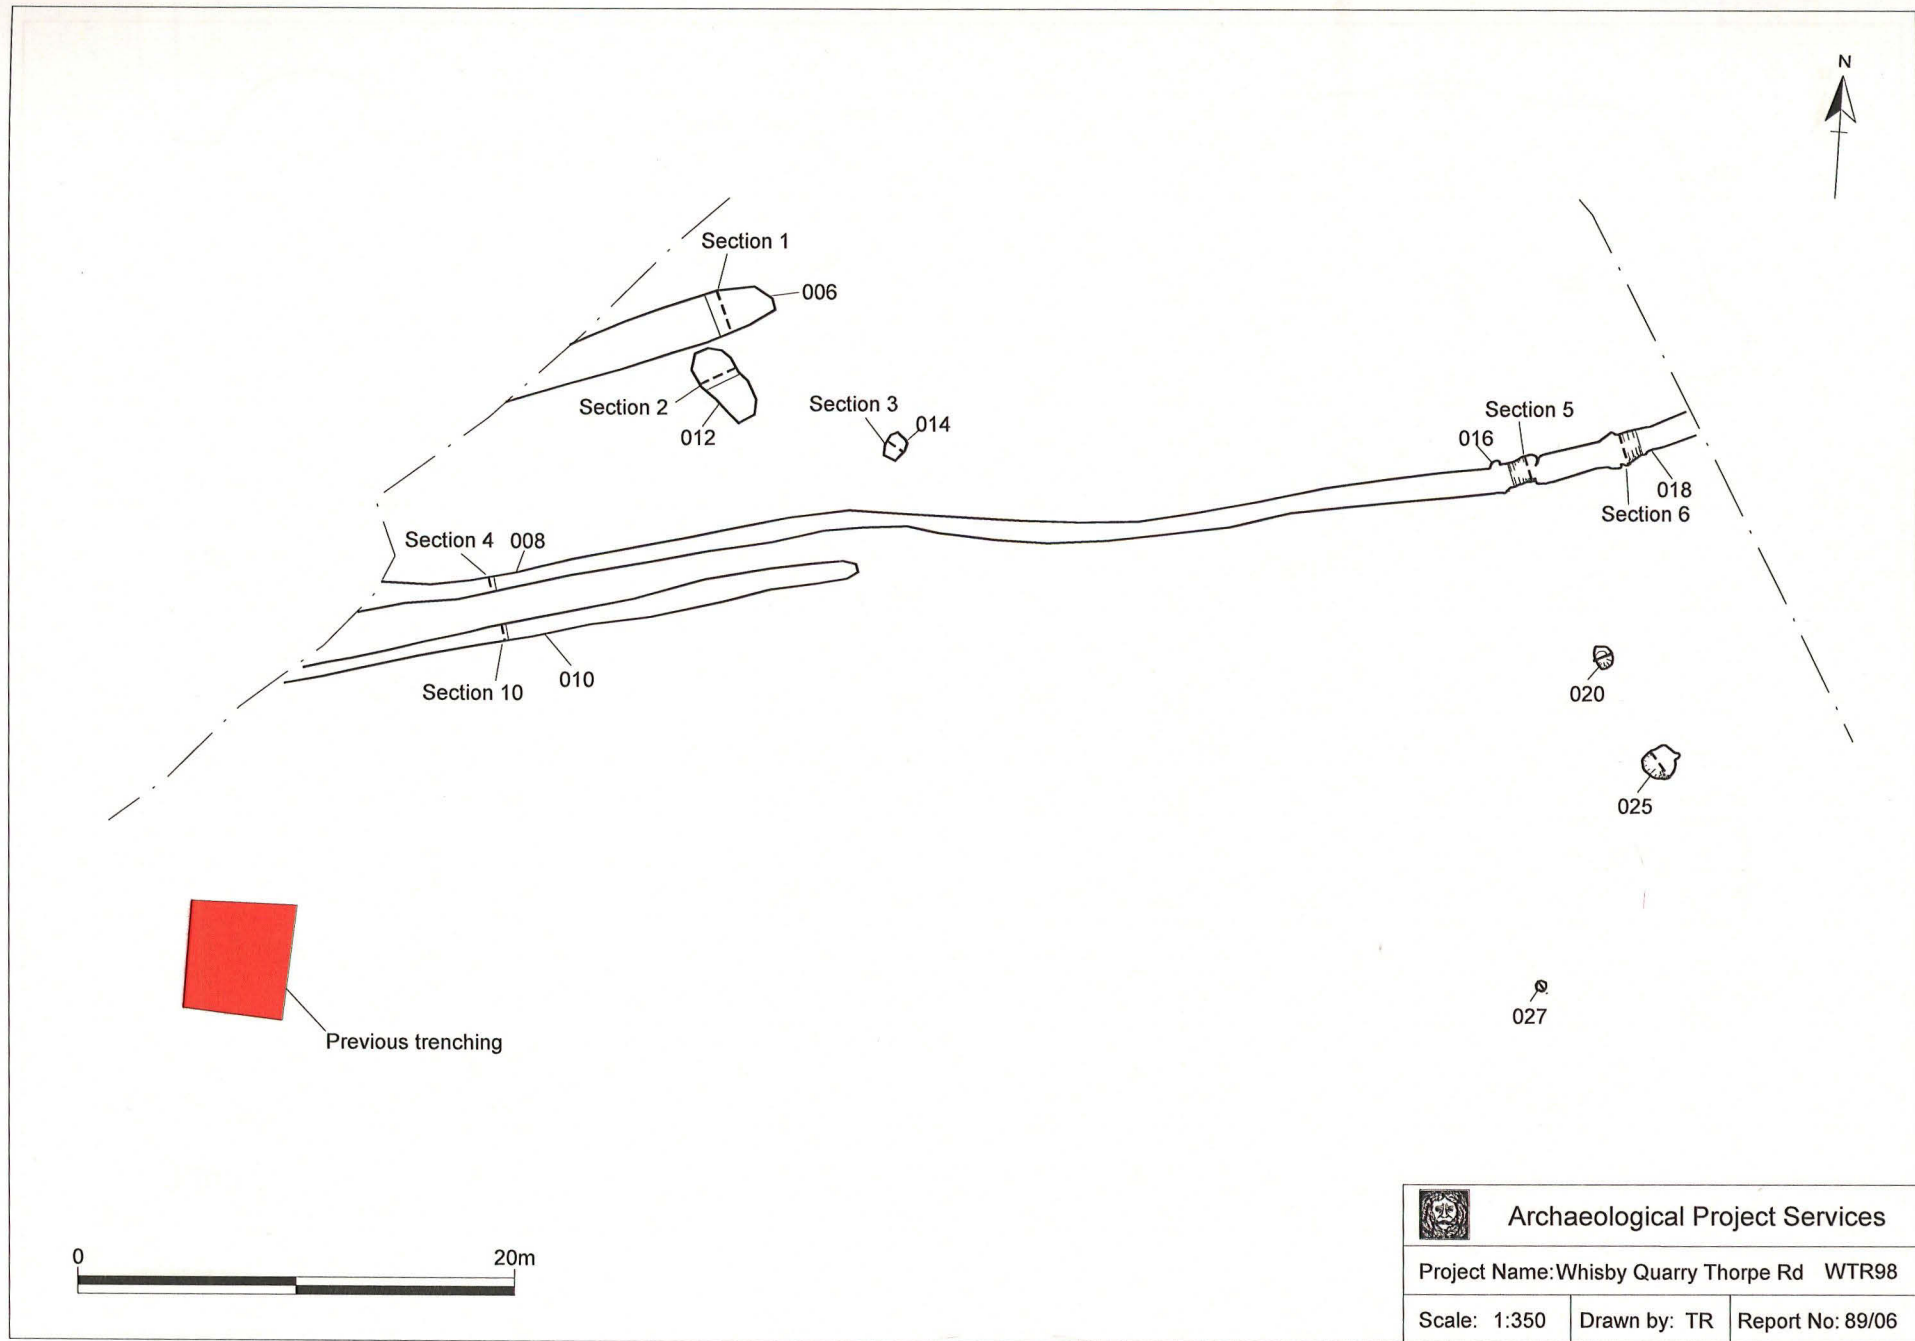 N
Section 1
006
Section 2
012
Section 3
014
Section 5
016
018
Section 6
Section 4 008
010
Section 10
020
025
027
Previous trenching
0 20m
Archaeological Project Services
Project Name: Whisby Quarry Thorpe Rd WTR98
Scale: 1:350 Drawn by: TR Report No: 89/06